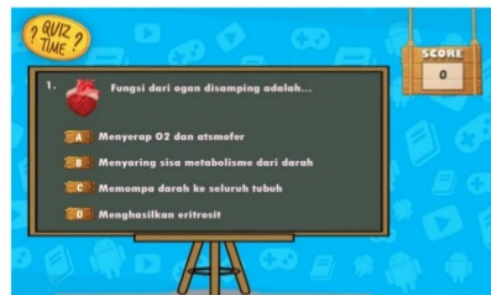 ? QUIZ TIME ?
SCORE
0
1. Fungsi dari ogan disamping adalah...
A Menyerap O2 dan atsmofer
B Menyaring sisa metabolisme dari darah
C Memompa darah ke seluruh tubuh
D Menghasilkan eritrosit